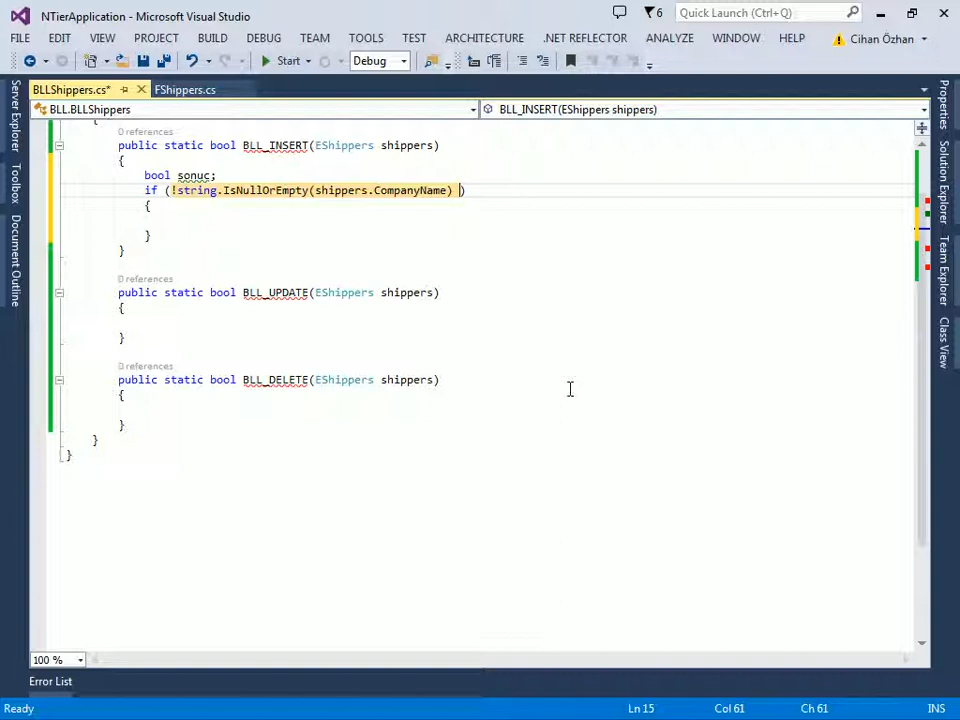 NTierApplication - Microsoft Visual Studio
6
Quick Launch (Ctrl+Q)
FILE EDIT VIEW PROJECT BUILD DEBUG TEAM TOOLS TEST ARCHITECTURE .NET REFLECTOR ANALYZE WINDOW HELP
Cihan Özhan
Start
Debug
BLLShippers.cs*
FShippers.cs
BLL.BLLShippers
BLL_INSERT(EShippers shippers)
{
0 references
public static bool BLL_INSERT(EShippers shippers)
{
bool sonuc;
if (!string.IsNullOrEmpty(shippers.CompanyName) )
{
}
}
0 references
public static bool BLL_UPDATE(EShippers shippers)
{
}
0 references
public static bool BLL_DELETE(EShippers shippers)
{
}
}
}
Server Explorer
Toolbox
Document Outline
Properties
Solution Explorer
Team Explorer
Class View
100 %
Error List
Ready
Ln 15
Col 61
Ch 61
INS